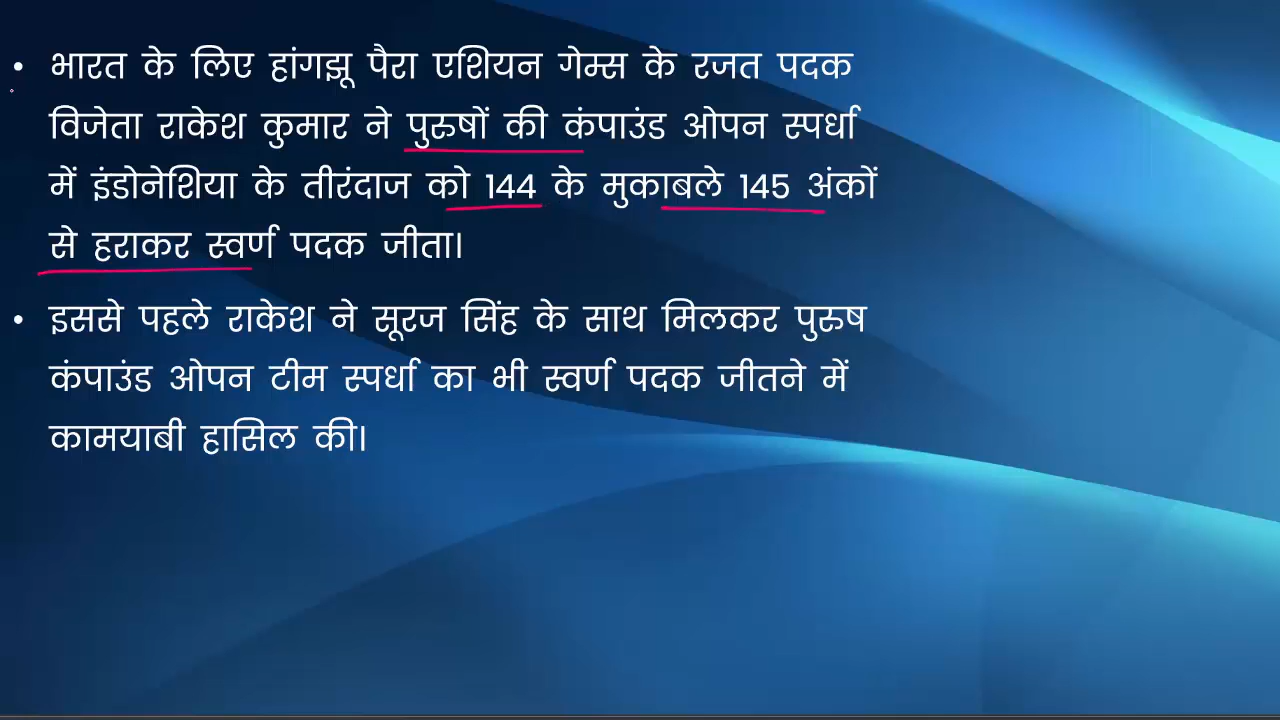 • भारत के लिए हांगझू पैरा एशियन गेम्स के रजत पदक
विजेता राकेश कुमार ने पुरुषों की कंपाउंड ओपन स्पर्धा
में इंडोनेशिया के तीरंदाज को 144 के मुकाबले 145 अंकों
से हराकर स्वर्ण पदक जीता।
• इससे पहले राकेश ने सूरज सिंह के साथ मिलकर पुरुष
कंपाउंड ओपन टीम स्पर्धा का भी स्वर्ण पदक जीतने में
कामयाबी हासिल की।